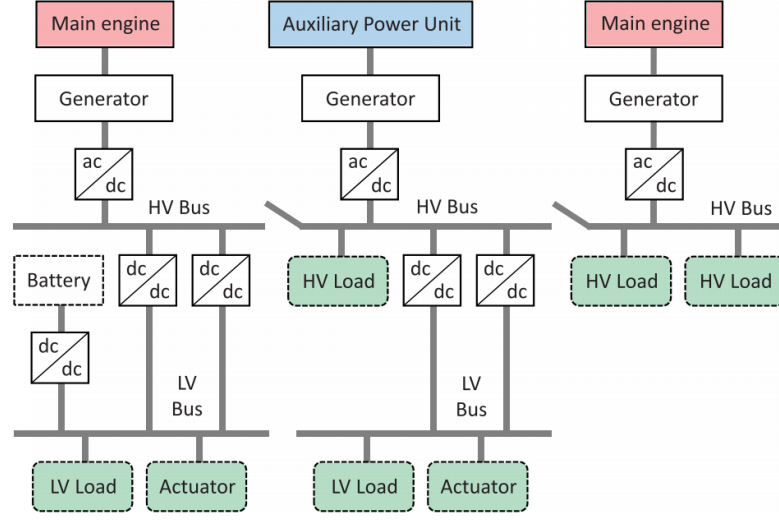 Main engine
Auxiliary Power Unit
Main engine
Generator
Generator
Generator
ac
dc
ac
dc
ac
dc
HV Bus
HV Bus
HV Bus
Battery
dc
dc
dc
dc
HV Load
dc
dc
dc
dc
HV Load
HV Load
dc
dc
LV
Bus
LV
Bus
LV Load
Actuator
LV Load
Actuator